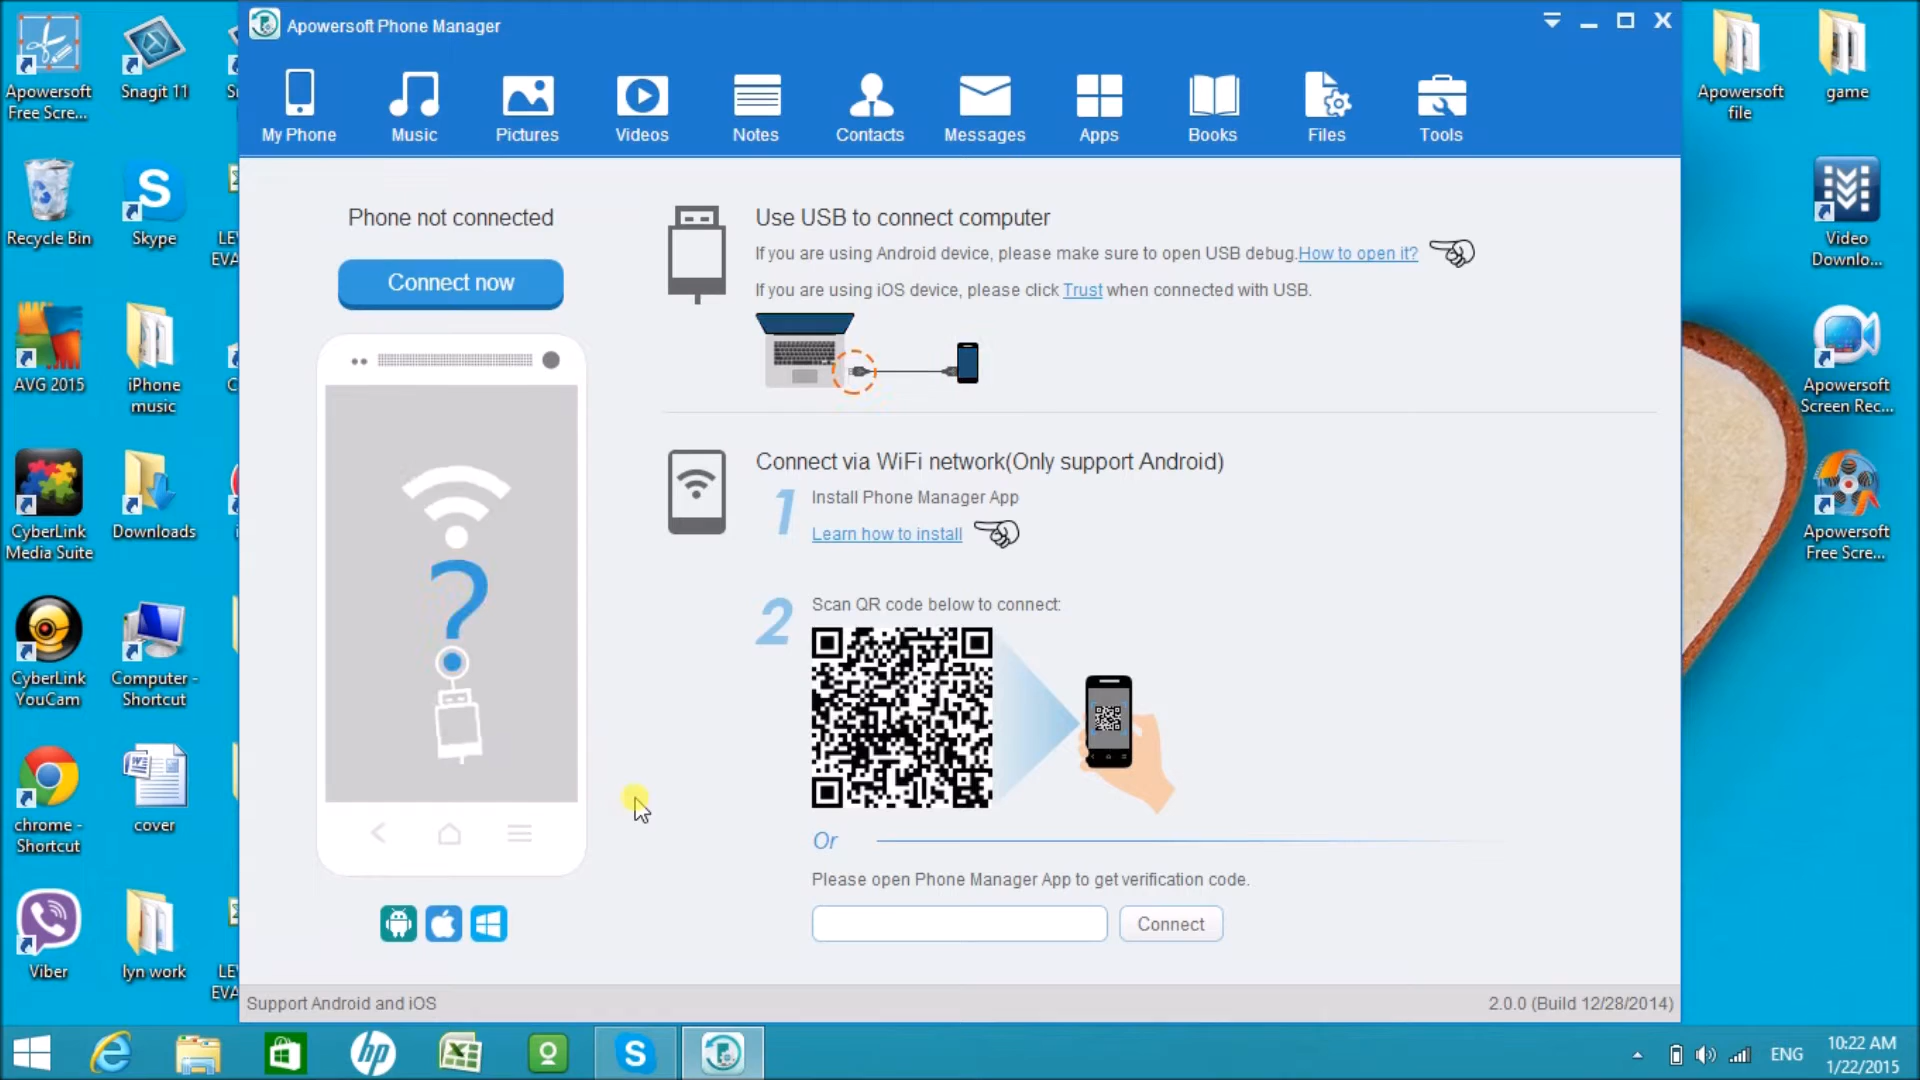 Apowersoft Phone Manager
My Phone
Music
Pictures
Videos
Notes
Contacts
Messages
Apps
Books
Files
Tools
Phone not connected
Connect now
Use USB to connect computer
If you are using Android device, please make sure to open USB debug.How to open it?
If you are using iOS device, please click Trust when connected with USB.
Connect via WiFi network(Only support Android)
1
Install Phone Manager App
Learn how to install
2
Scan QR code below to connect:
Or
Please open Phone Manager App to get verification code.
Connect
Support Android and iOS
2.0.0 (Build 12/28/2014)
Apowersoft
Free Scre...
Snagit 11
Recycle Bin
Skype
LE
EVA
AVG 2015
iPhone
music
CyberLink
Media Suite
Downloads
CyberLink
YouCam
Computer -
Shortcut
chrome -
Shortcut
cover
Viber
lyn work
LE
EVA
Apowersoft
file
game
Video
Downlo...
Apowersoft
Screen Rec...
Apowersoft
Free Scre...
ENG
10:22 AM
1/22/2015